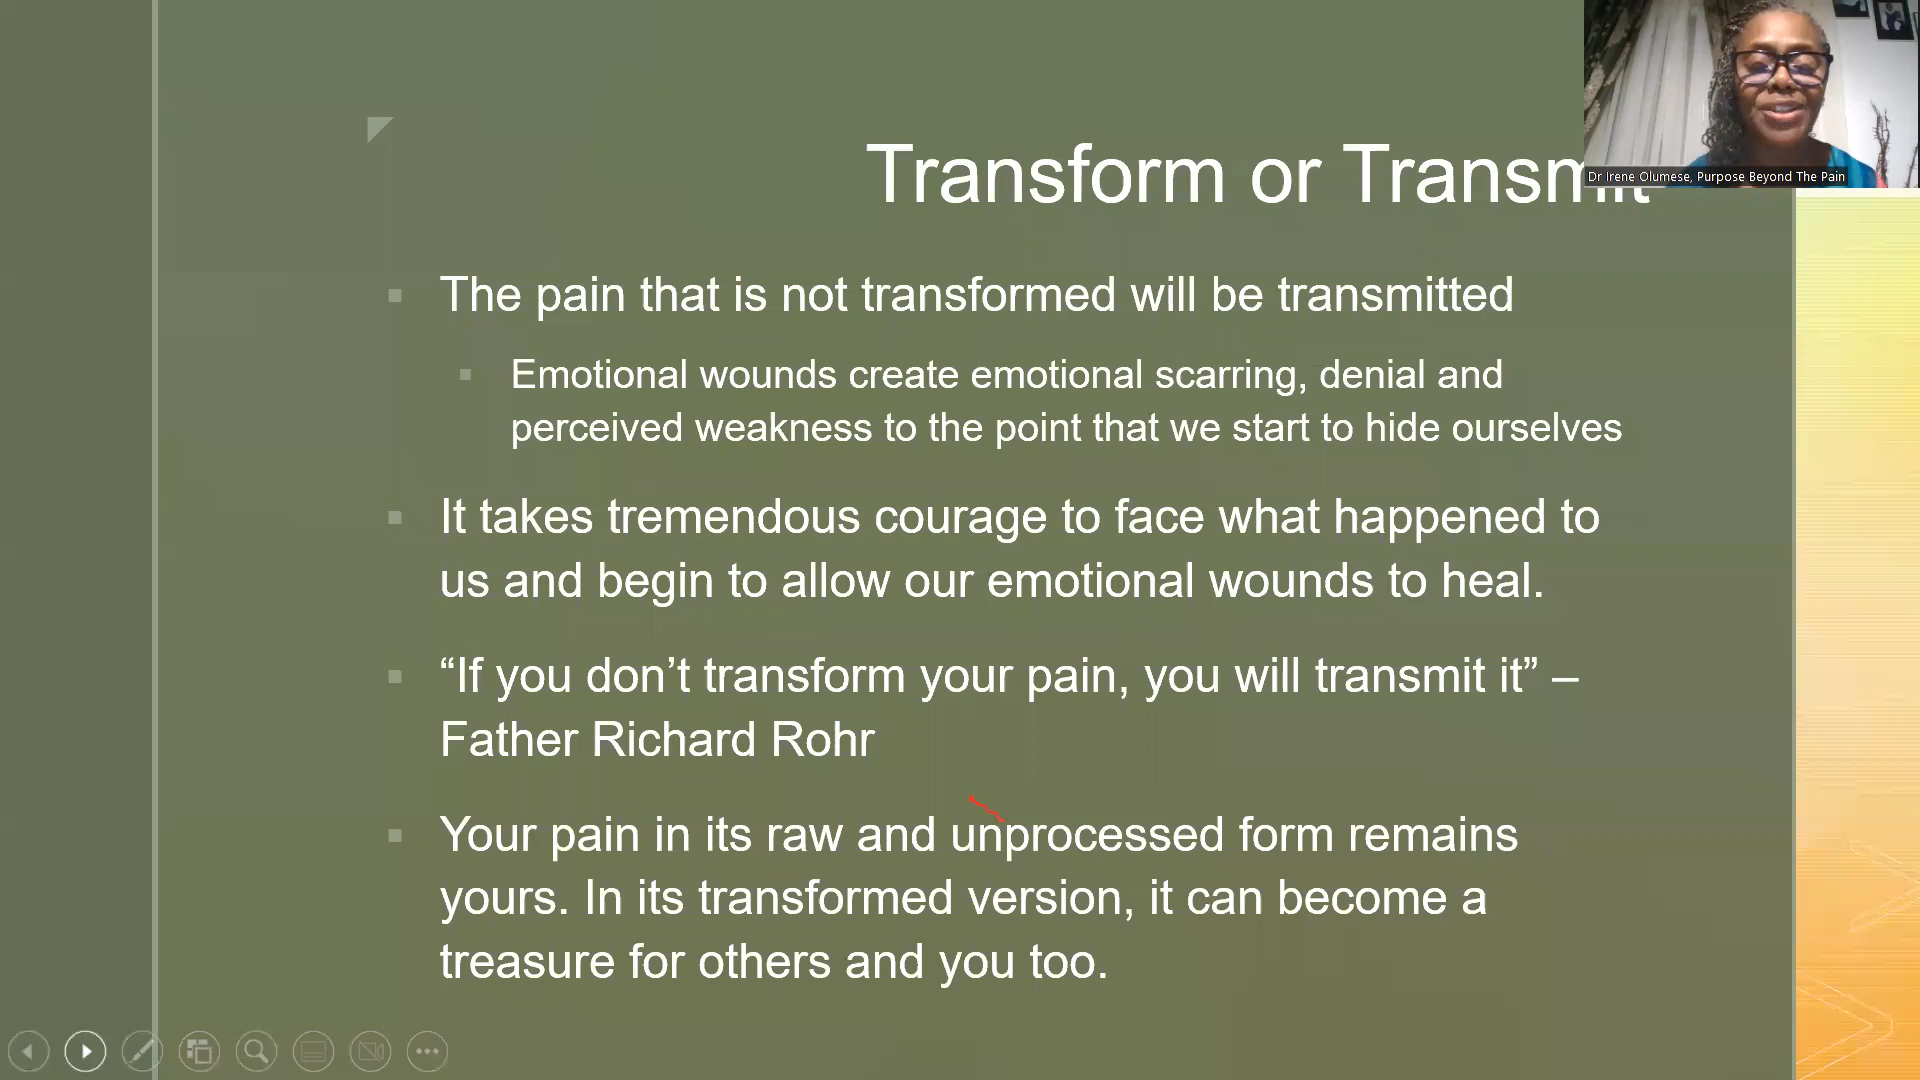 Transform or Transmit
Dr Irene Olumese, Purpose Beyond The Pain
The pain that is not transformed will be transmitted
Emotional wounds create emotional scarring, denial and
perceived weakness to the point that we start to hide ourselves
It takes tremendous courage to face what happened to
us and begin to allow our emotional wounds to heal.
“If you don’t transform your pain, you will transmit it” –
Father Richard Rohr
Your pain in its raw and unprocessed form remains
yours. In its transformed version, it can become a
treasure for others and you too.